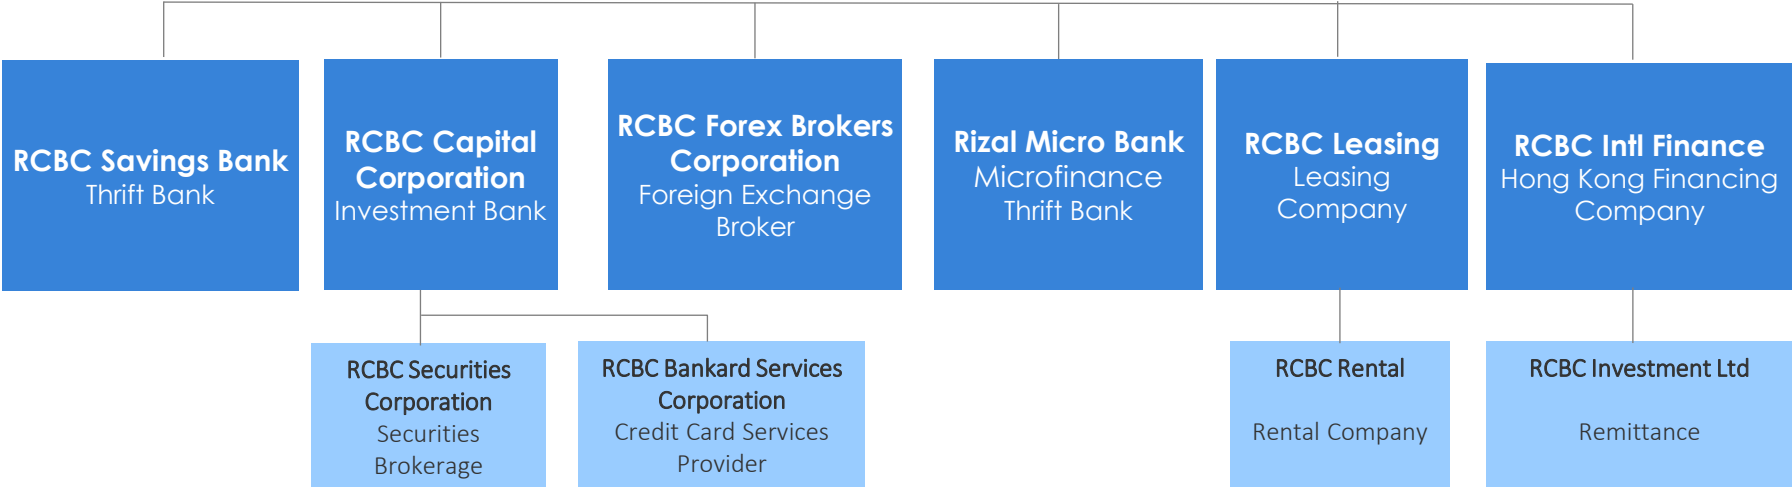 RCBC Savings Bank
Thrift Bank
RCBC Capital
Corporation
Investment Bank
RCBC Forex Brokers
Corporation
Foreign Exchange
Broker
Rizal Micro Bank
Microfinance
Thrift Bank
RCBC Leasing
Leasing
Company
RCBC Intl Finance
Hong Kong Financing
Company
RCBC Securities
Corporation
Securities
Brokerage
RCBC Bankard Services
Corporation
Credit Card Services
Provider
RCBC Rental
Rental Company
RCBC Investment Ltd
Remittance